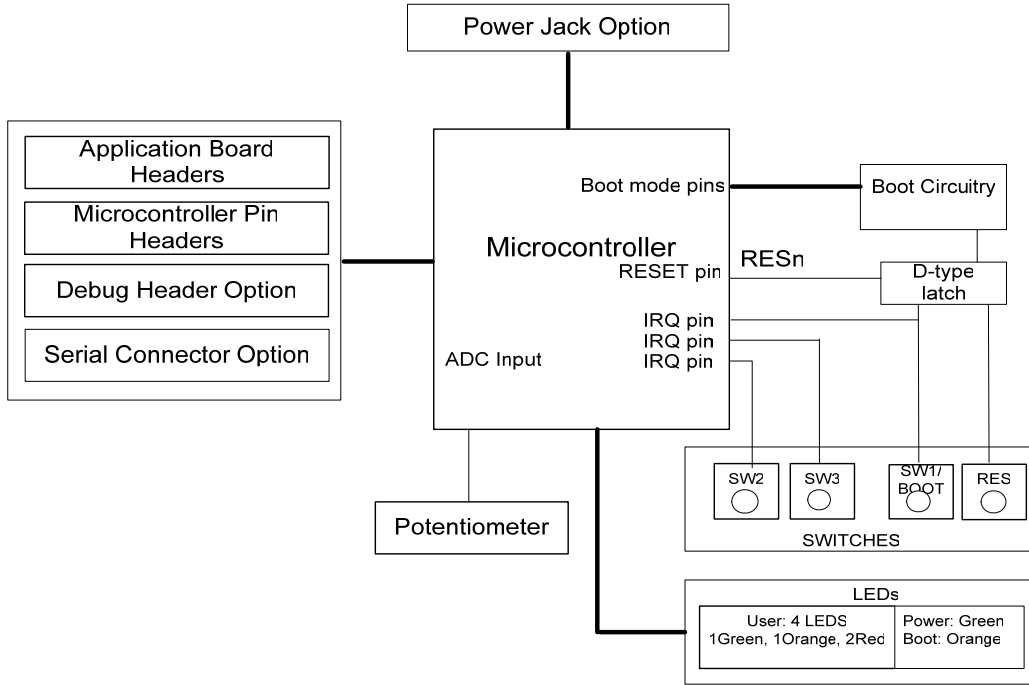 Power Jack Option
Application Board
Headers
Microcontroller Pin
Headers
Debug Header Option
Serial Connector Option
Microcontroller
Boot mode pins
RESET pin
IRQ pin
IRQ pin
IRQ pin
ADC Input
RESn
Boot Circuitry
D-type
latch
Potentiometer
SW2
SW3
SW1/
BOOT
RES
SWITCHES
LEDs
User: 4 LEDS
1Green, 1Orange, 2Red
Power: Green
Boot: Orange